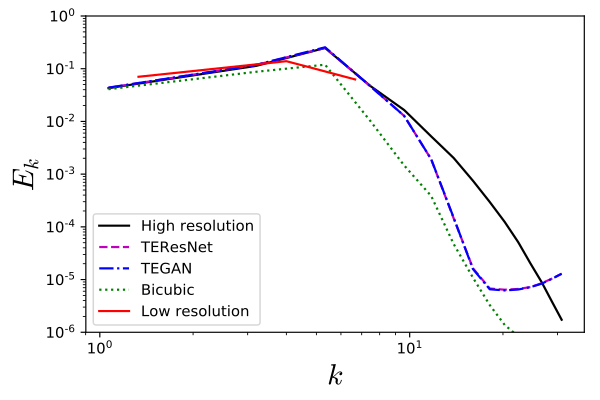 10^0
10^-1
10^-2
10^-3
10^-4
10^-5
10^-6
E_k
High resolution
TEResNet
TEGAN
Bicubic
Low resolution
10^0 10^1
k